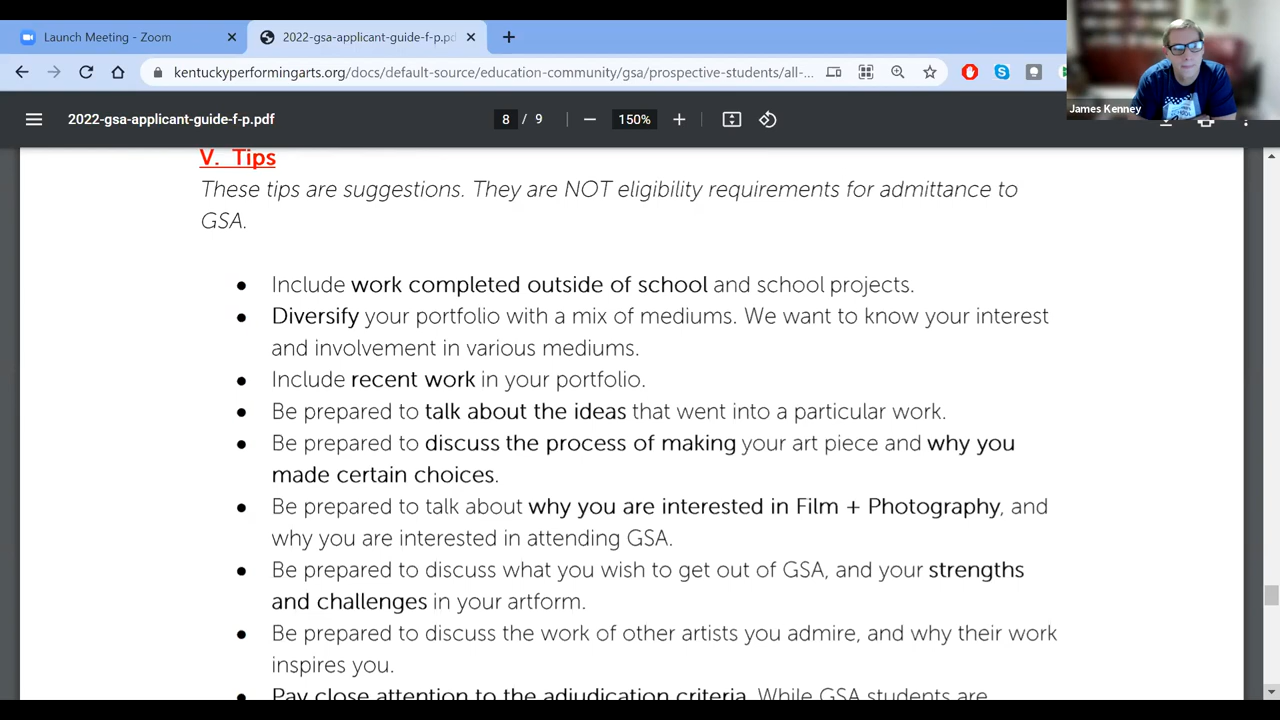 Launch Meeting - Zoom
2022-gsa-applicant-guide-f-p.pd
kentuckyperformingarts.org/docs/default-source/education-community/gsa/prospective-students/all-...
James Kenney
2022-gsa-applicant-guide-f-p.pdf
8 / 9
150%
V. Tips
These tips are suggestions. They are NOT eligibility requirements for admittance to
GSA.
• Include work completed outside of school and school projects.
• Diversify your portfolio with a mix of mediums. We want to know your interest
and involvement in various mediums.
• Include recent work in your portfolio.
• Be prepared to talk about the ideas that went into a particular work.
• Be prepared to discuss the process of making your art piece and why you
made certain choices.
• Be prepared to talk about why you are interested in Film + Photography, and
why you are interested in attending GSA.
• Be prepared to discuss what you wish to get out of GSA, and your strengths
and challenges in your artform.
• Be prepared to discuss the work of other artists you admire, and why their work
inspires you.
• Pay close attention to the adjudication criteria. While GSA students are